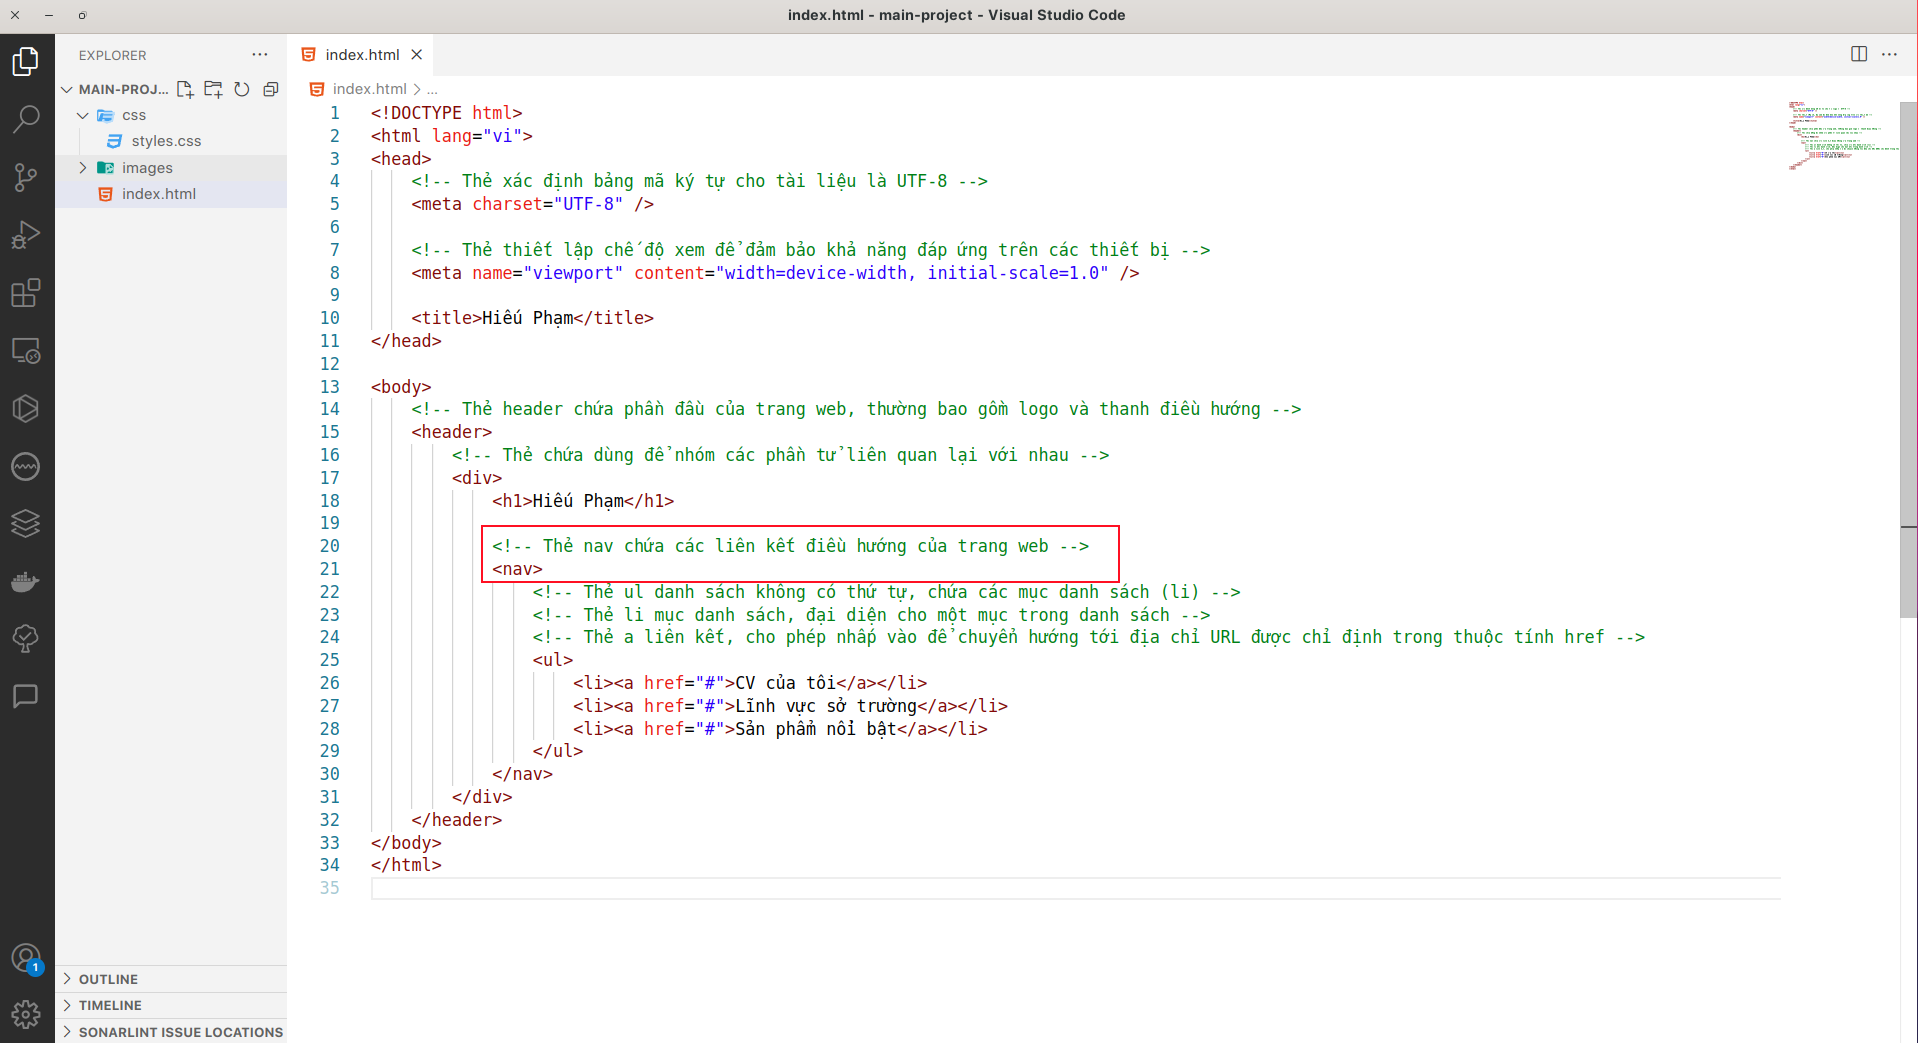 index.html - main-project - Visual Studio Code
EXPLORER
MAIN-PROJ...
css
styles.css
images
index.html
OUTLINE
TIMELINE
SONARLINT ISSUE LOCATIONS
1
index.html
index.html > ...
1 <!DOCTYPE html>
2 <html lang="vi">
3 <head>
4 <!-- Thẻ xác định bảng mã ký tự cho tài liệu là UTF-8 -->
5 <meta charset="UTF-8" />
6
7 <!-- Thẻ thiết lập chế độ xem để đảm bảo khả năng đáp ứng trên các thiết bị -->
8 <meta name="viewport" content="width=device-width, initial-scale=1.0" />
9
10 <title>Hiếu Phạm</title>
11 </head>
12
13 <body>
14 <!-- Thẻ header chứa phần đầu của trang web, thường bao gồm logo và thanh điều hướng -->
15 <header>
16 <!-- Thẻ chứa dùng để nhóm các phần tử liên quan lại với nhau -->
17 <div>
18 <h1>Hiếu Phạm</h1>
19
20 <!-- Thẻ nav chứa các liên kết điều hướng của trang web -->
21 <nav>
22 <!-- Thẻ ul danh sách không có thứ tự, chứa các mục danh sách (li) -->
23 <!-- Thẻ li mục danh sách, đại diện cho một mục trong danh sách -->
24 <!-- Thẻ a liên kết, cho phép nhấp vào để chuyển hướng tới địa chỉ URL được chỉ định trong thuộc tính href -->
25 <ul>
26 <li><a href="#">CV của tôi</a></li>
27 <li><a href="#">Lĩnh vực sở trường</a></li>
28 <li><a href="#">Sản phẩm nổi bật</a></li>
29 </ul>
30 </nav>
31 </div>
32 </header>
33 </body>
34 </html>
35